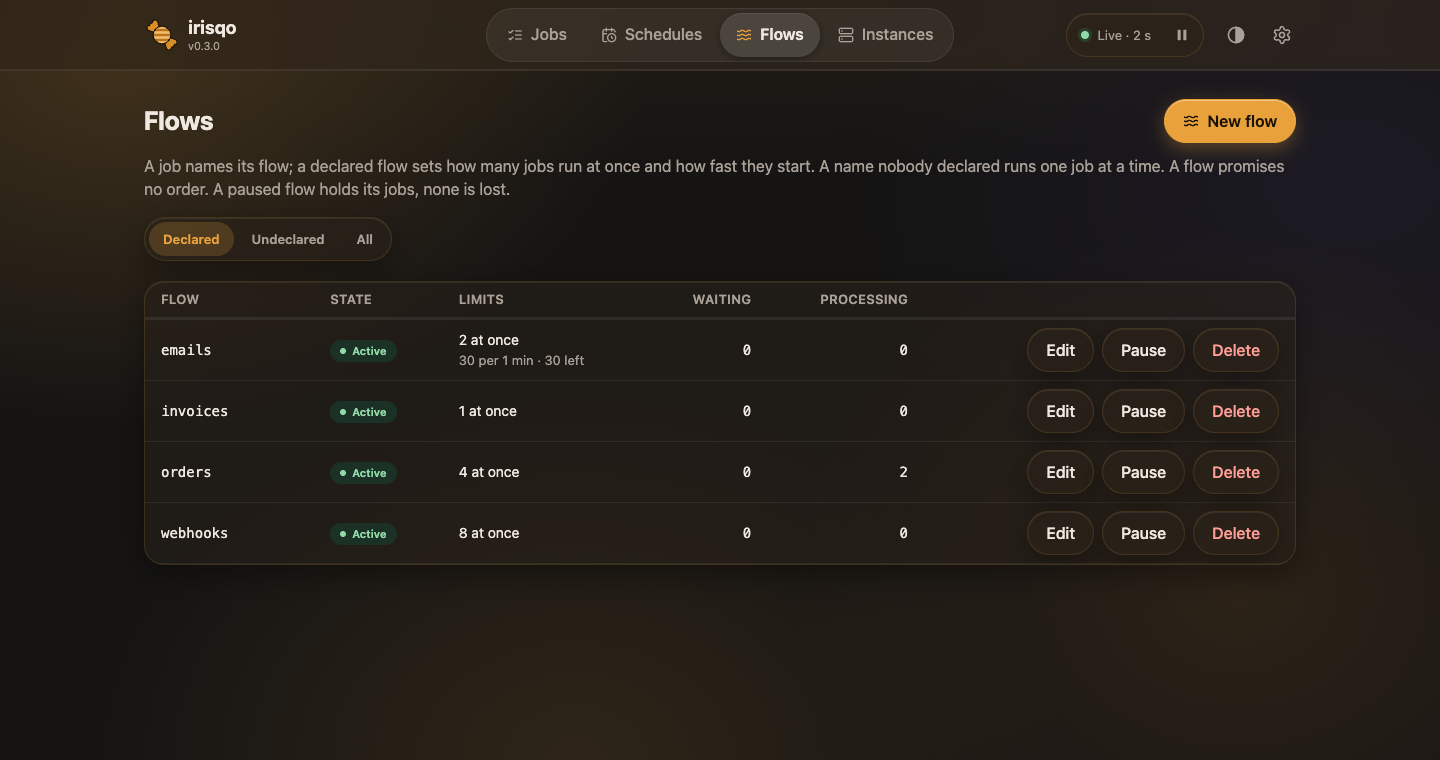 irisqo
v0.3.0
Jobs
Schedules
Flows
Instances
Live · 2 s
Flows
New flow
A job names its flow; a declared flow sets how many jobs run at once and how fast they start. A name nobody declared runs one job at a time. A flow promises
no order. A paused flow holds its jobs, none is lost.
Declared Undeclared All
FLOW STATE LIMITS WAITING PROCESSING
emails Active 2 at once 0 0 Edit Pause Delete
30 per 1 min · 30 left
invoices Active 1 at once 0 0 Edit Pause Delete
orders Active 4 at once 0 2 Edit Pause Delete
webhooks Active 8 at once 0 0 Edit Pause Delete